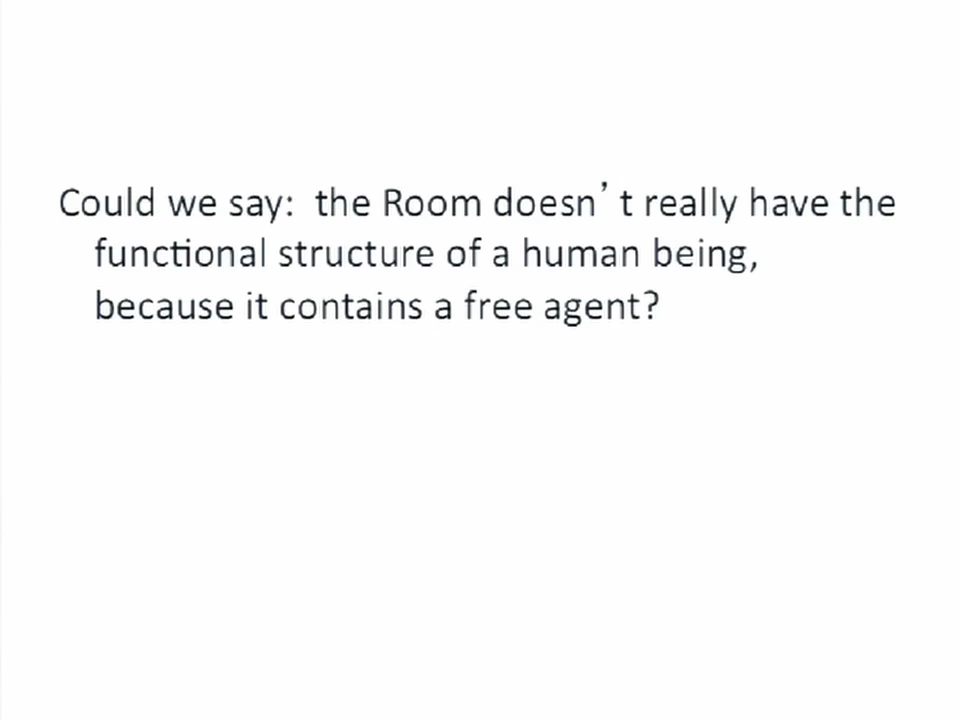 Could we say:  the Room doesn’ t really have the
functional structure of a human being,
because it contains a free agent?